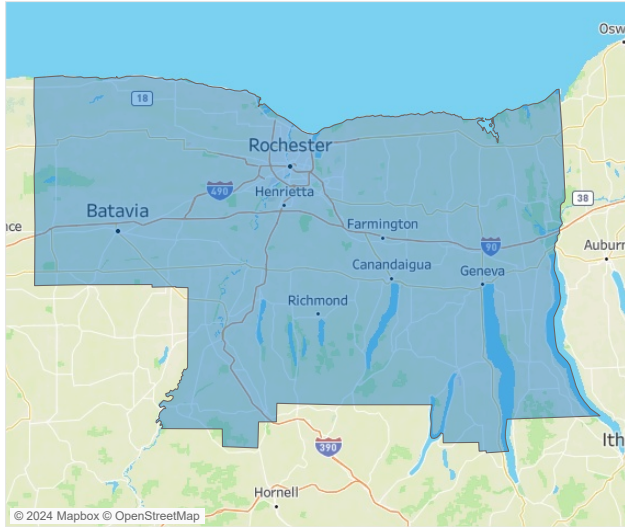 Osw
18
Rochester
490
Henrietta
Batavia
38
nce
Farmington
90
Auburn
Canandaigua
Geneva
Richmond
Ith
390
Hornell
© 2024 Mapbox © OpenStreetMap